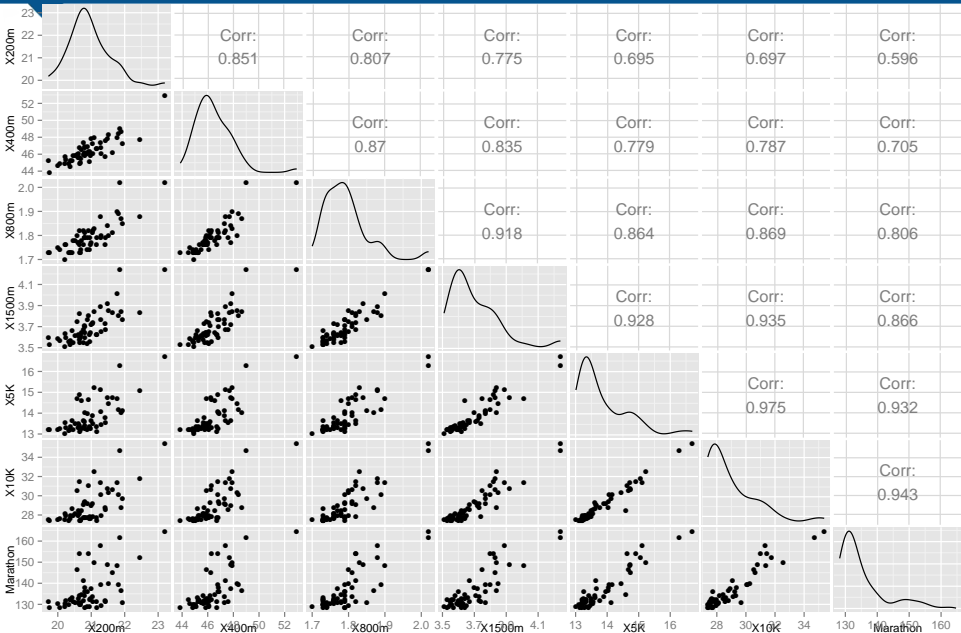 X200m
23
22
21
20
Corr:
0.851
Corr:
0.807
Corr:
0.775
Corr:
0.695
Corr:
0.697
Corr:
0.596
X400m
52
50
48
46
44
Corr:
0.87
Corr:
0.835
Corr:
0.779
Corr:
0.787
Corr:
0.705
X800m
2.0
1.9
1.8
1.7
Corr:
0.918
Corr:
0.864
Corr:
0.869
Corr:
0.806
X1500m
4.1
3.9
3.7
3.5
Corr:
0.928
Corr:
0.935
Corr:
0.866
X5K
16
15
14
13
Corr:
0.975
Corr:
0.932
X10K
34
32
30
28
Corr:
0.943
Marathon
160
150
140
130
20 22 23
X200m
44 46 50 52
X400m
1.7 2.0
X800m
3.5 4.1
X1500m
13 14 15 16
X5K
28 34
X10K
130 160
Marathon